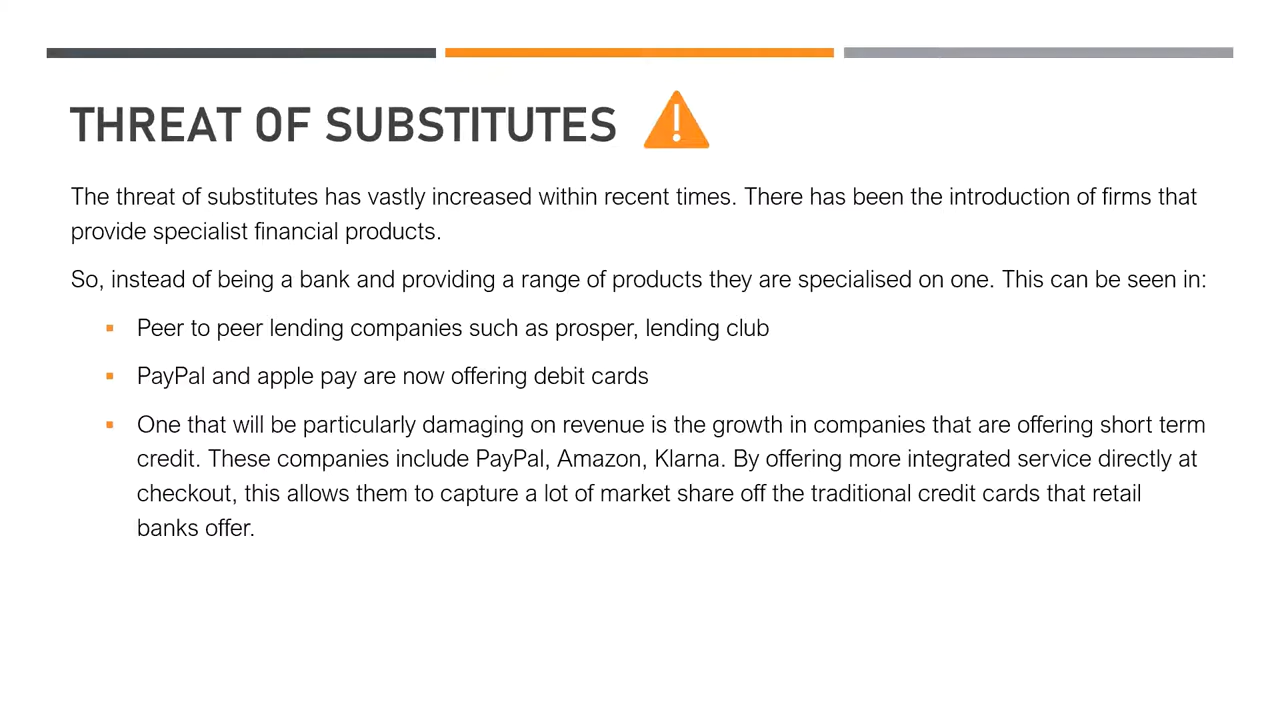 THREAT OF SUBSTITUTES
The threat of substitutes has vastly increased within recent times. There has been the introduction of firms that
provide specialist financial products.
So, instead of being a bank and providing a range of products they are specialised on one. This can be seen in:
▪ Peer to peer lending companies such as prosper, lending club
▪ PayPal and apple pay are now offering debit cards
▪ One that will be particularly damaging on revenue is the growth in companies that are offering short term
credit. These companies include PayPal, Amazon, Klarna. By offering more integrated service directly at
checkout, this allows them to capture a lot of market share off the traditional credit cards that retail
banks offer.